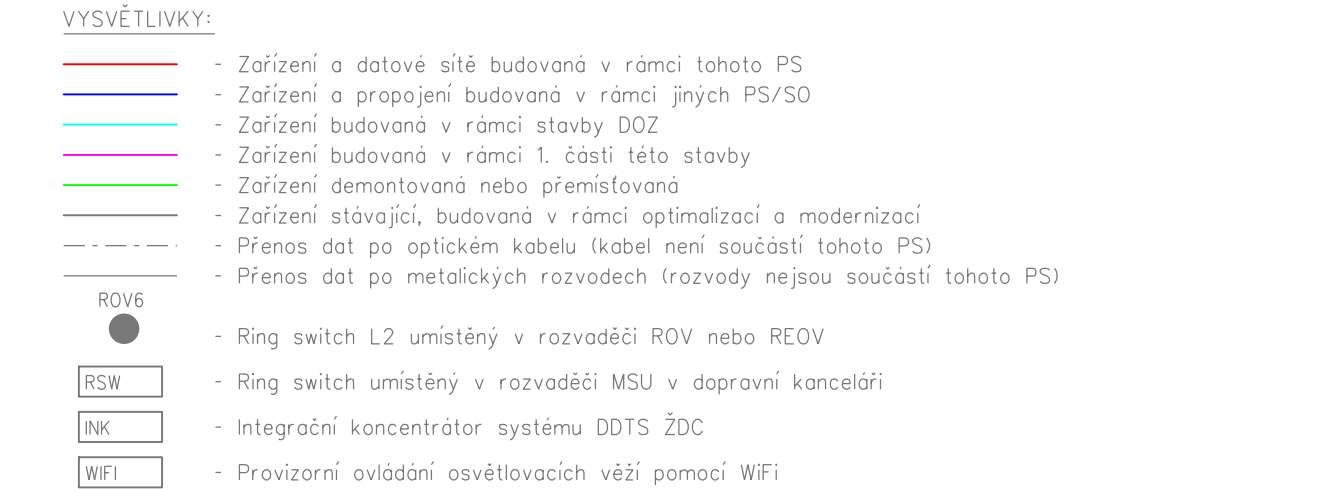 VYSVĚTLIVKY:
- Zařízení a datové sítě budovaná v rámci tohoto PS
- Zařízení a propojení budovaná v rámci jiných PS/SO
- Zařízení budovaná v rámci stavby DOZ
- Zařízení budovaná v rámci 1. části této stavby
- Zařízení demontovaná nebo přemísťovaná
- Zařízení stávající, budovaná v rámci optimalizací a modernizací
- Přenos dat po optickém kabelu (kabel není součástí tohoto PS)
- Přenos dat po metalických rozvodech (rozvody nejsou součástí tohoto PS)
ROV6
- Ring switch L2 umístěný v rozvaděči ROV nebo REOV
RSW - Ring switch umístěný v rozvaděči MSU v dopravní kanceláři
INK - Integrační koncentrátor systému DDTS ŽDC
WIFI - Provizorní ovládání osvětlovacích věží pomocí WiFi